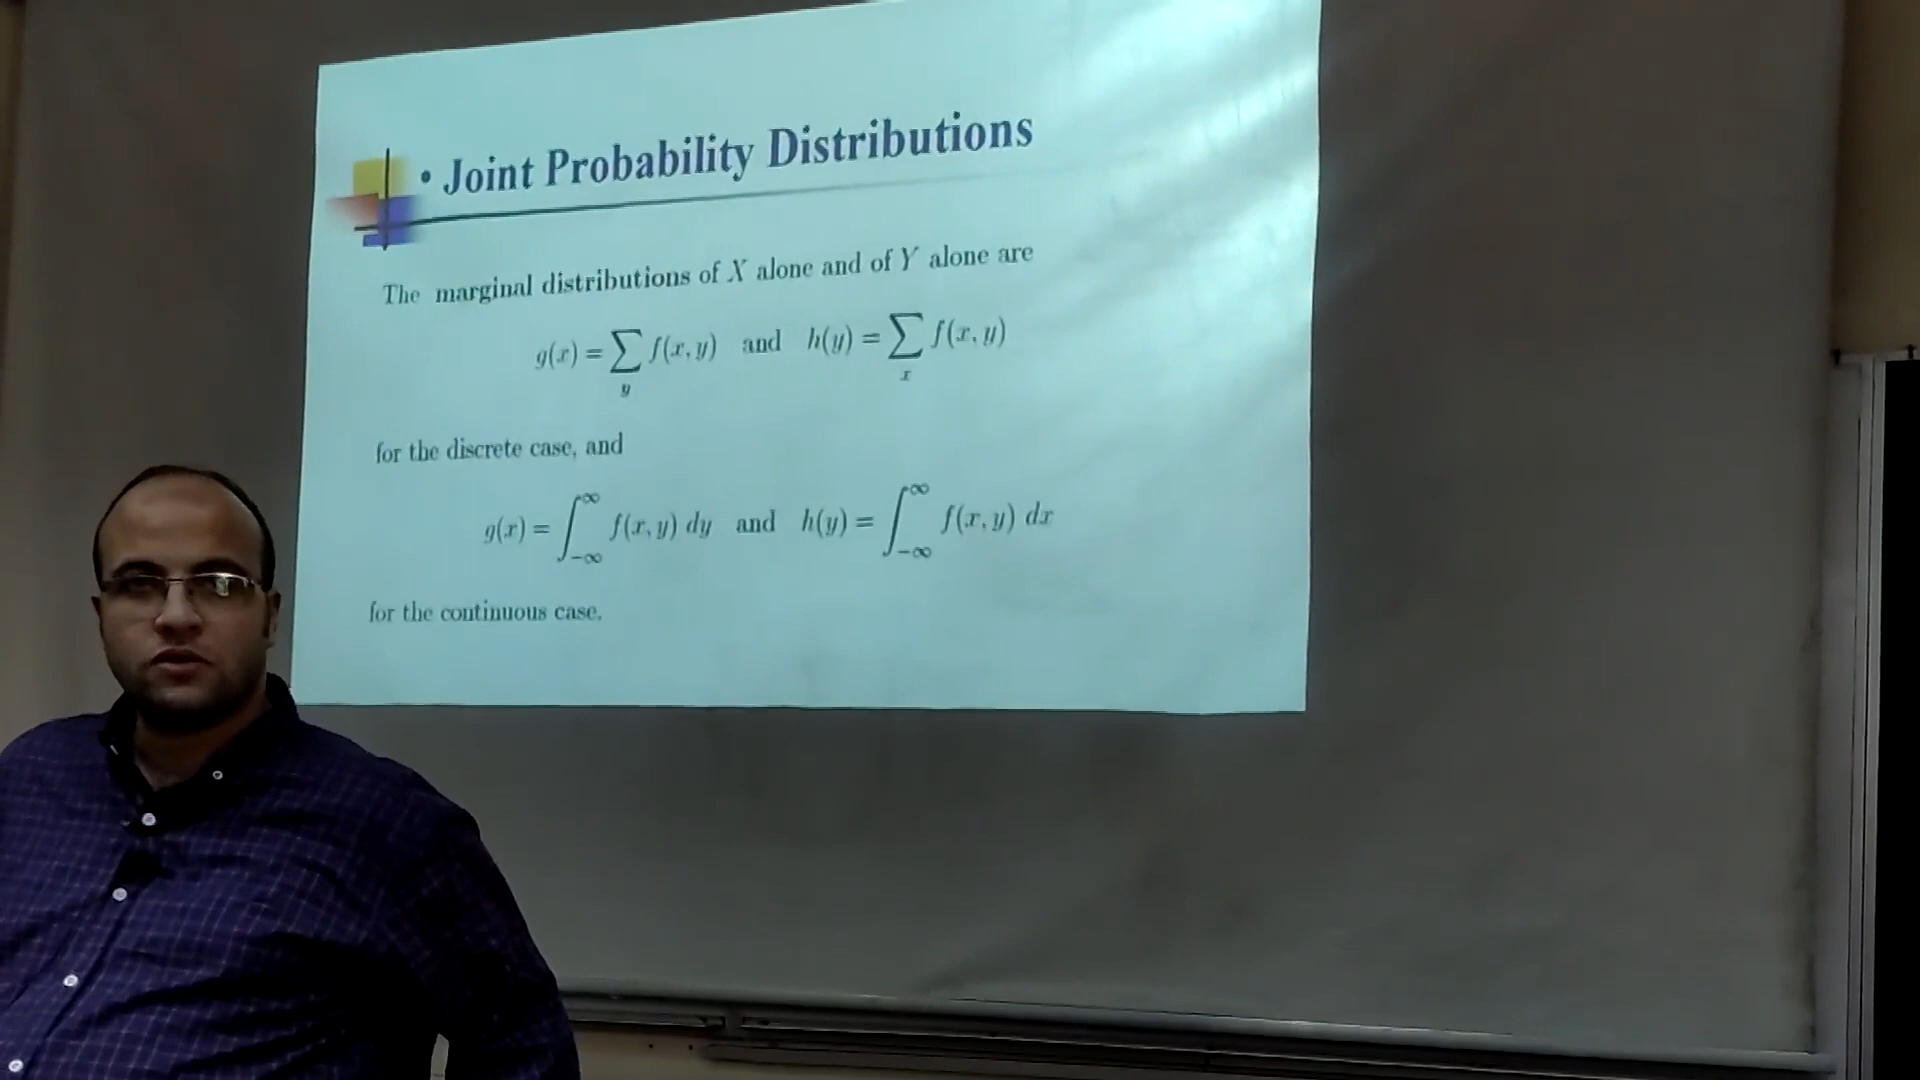 • Joint Probability Distributions
The marginal distributions of X alone and of Y alone are
g(x) = ∑_y f(x, y) and h(y) = ∑_x f(x, y)
for the discrete case, and
g(x) = ∫_{-∞}^{∞} f(x, y) dy and h(y) = ∫_{-∞}^{∞} f(x, y) dx
for the continuous case.